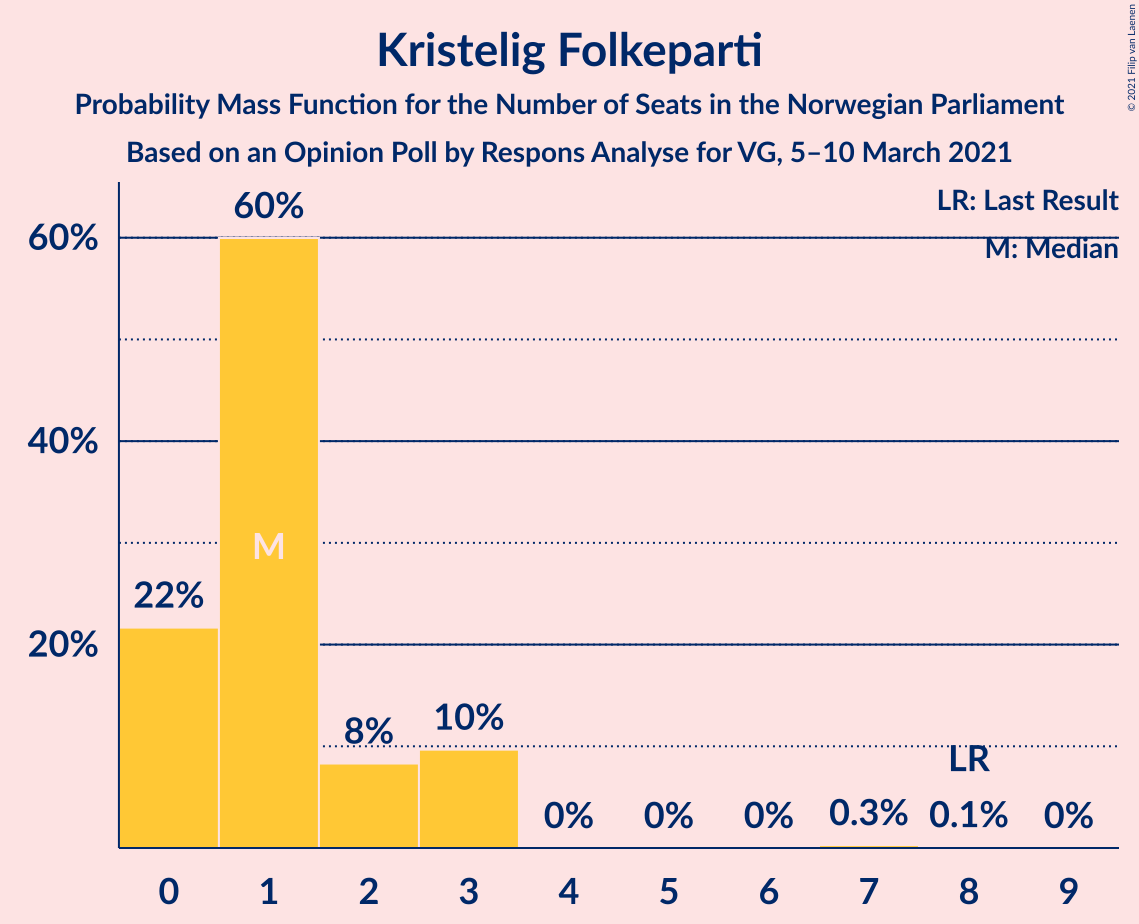 Kristelig Folkeparti
Probability Mass Function for the Number of Seats in the Norwegian Parliament
Based on an Opinion Poll by Respons Analyse for VG, 5–10 March 2021
© 2021 Filip van Laenen
LR: Last Result
M: Median
60%
40%
20%
22%
60%
M
8%
10%
0%
0%
0%
0.3%
LR
0.1%
0%
0 1 2 3 4 5 6 7 8 9